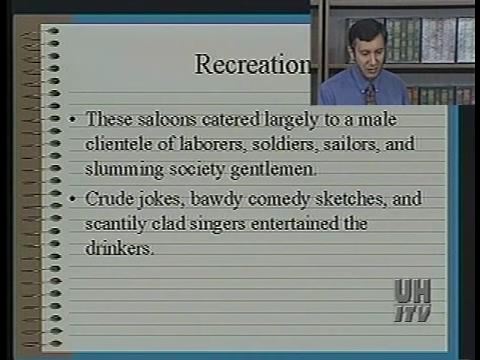 Recreation
• These saloons catered largely to a male
clientele of laborers, soldiers, sailors, and
slumming society gentlemen.
• Crude jokes, bawdy comedy sketches, and
scantily clad singers entertained the
drinkers.
UH
ITV